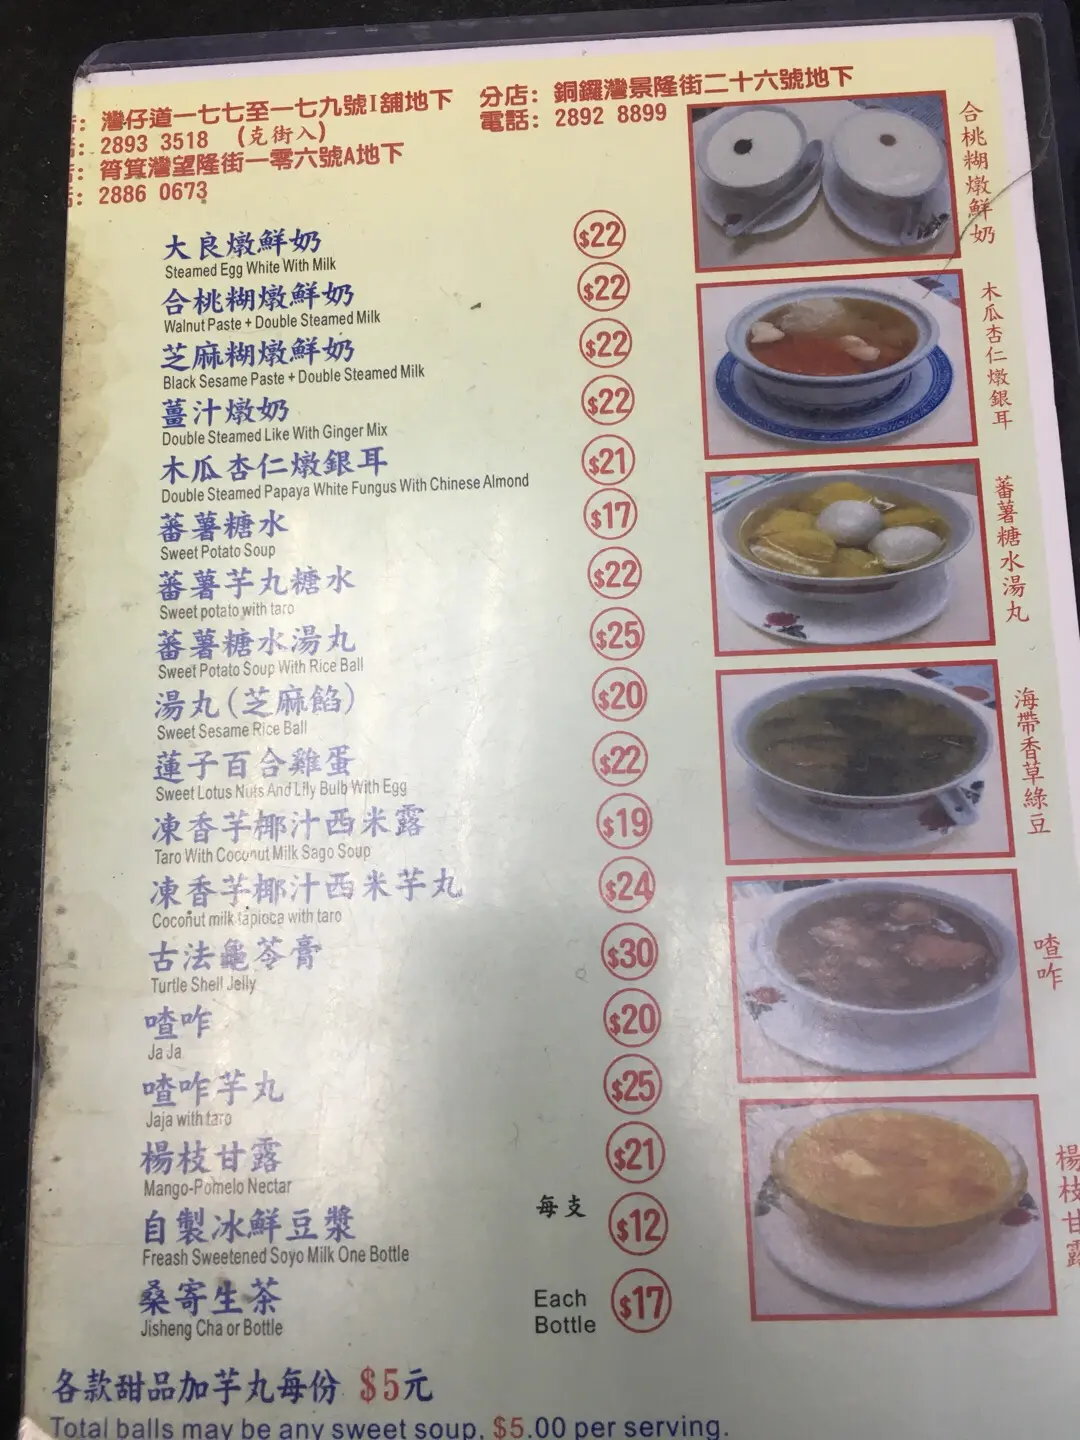 灣仔道一七七至一七九號I舖地下
2893 3518 (克街入)
筲箕灣望隆街一零六號A地下
2886 0673
分店: 銅鑼灣景隆街二十六號地下
電話: 2892 8899
大良燉鮮奶 $22
Steamed Egg White With Milk
合桃糊燉鮮奶 $22
Walnut Paste + Double Steamed Milk
芝麻糊燉鮮奶 $22
Black Sesame Paste + Double Steamed Milk
薑汁燉奶 $22
Double Steamed Like With Ginger Mix
木瓜杏仁燉銀耳 $21
Double Steamed Papaya White Fungus With Chinese Almond
蕃薯糖水 $17
Sweet Potato Soup
蕃薯芋丸糖水 $22
Sweet potato with taro
蕃薯糖水湯丸 $25
Sweet Potato Soup With Rice Ball
湯丸(芝麻餡) $20
Sweet Sesame Rice Ball
蓮子百合雞蛋 $22
Sweet Lotus Nuts And Lily Bulb With Egg
凍香芋椰汁西米露 $19
Taro With Coconut Milk Sago Soup
凍香芋椰汁西米芋丸 $24
Coconut milk tapioca with taro
古法龜苓膏 $30
Turtle Shell Jelly
喳咋 $20
Ja Ja
喳咋芋丸 $25
Jaja with taro
楊枝甘露 $21
Mango-Pomelo Nectar
自製冰鮮豆漿 每支 $12
Freash Sweetened Soyo Milk One Bottle
桑寄生茶 Each Bottle $17
Jisheng Cha or Bottle
各款甜品加芋丸每份 $5元
Total balls may be any sweet soup, $5.00 per serving.
合桃糊燉鮮奶
木瓜杏仁燉銀耳
蕃薯糖水湯丸
海帶香草綠豆
喳咋
楊枝甘露